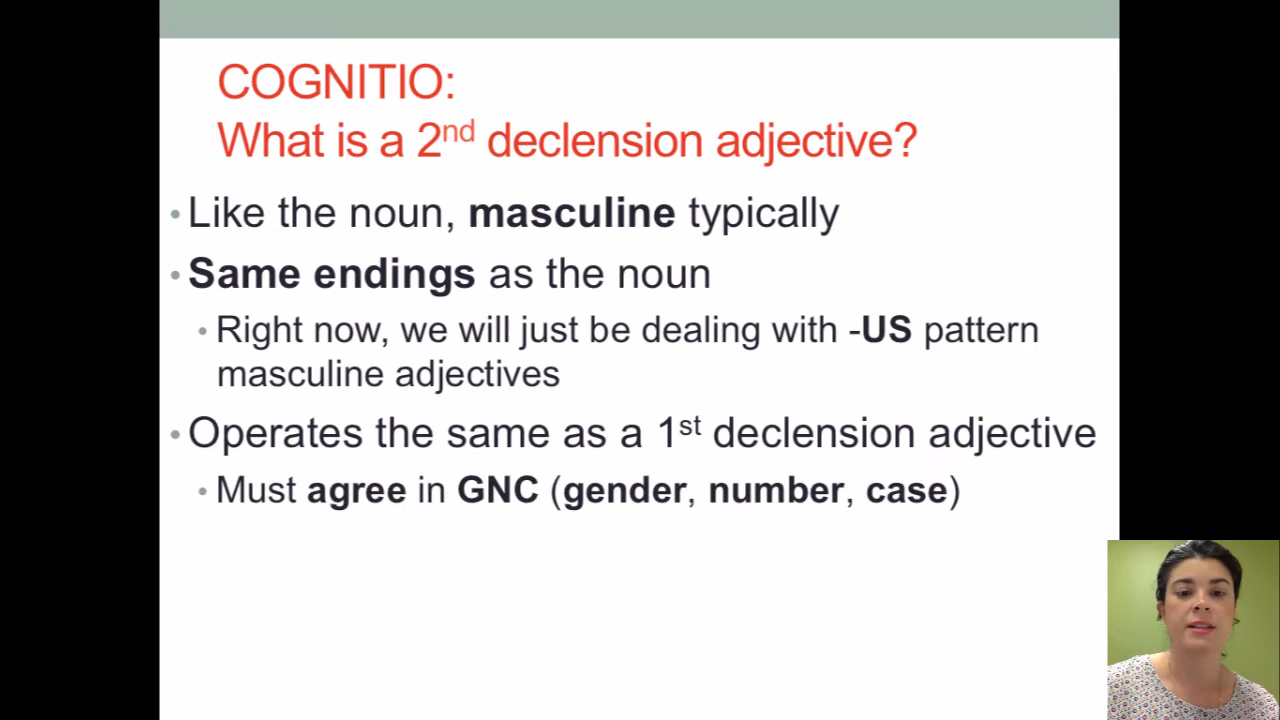 COGNITIO:
What is a 2nd declension adjective?
• Like the noun, masculine typically
• Same endings as the noun
• Right now, we will just be dealing with -US pattern
masculine adjectives
• Operates the same as a 1st declension adjective
• Must agree in GNC (gender, number, case)